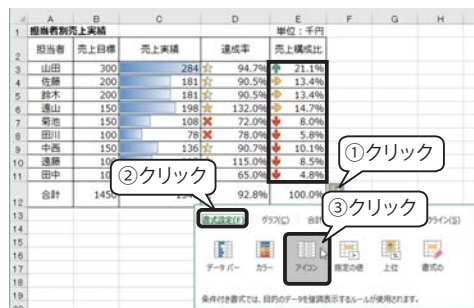 A B C D E F G H
1 担当者別売上実績 単位：千円
2 担当者 売上目標 売上実績 達成率 売上構成比
3 山田 300 284 94.7% 21.1%
4 佐藤 200 181 90.5% 13.4%
5 鈴木 200 181 90.5% 13.4%
6 遠山 150 198 132.0% 14.7%
7 菊池 150 108 72.0% 8.0%
8 田川 100 78 78.0% 5.8%
9 中西 150 136 90.7% 10.1%
10 遠藤 115.0% 8.5%
11 田中 65.0% 4.8%
12 合計 1450 92.8% 100.0%
①クリック
②クリック
③クリック
13
14
15
16
17
18
19
書式設定(F) グラフ(C) 合計 クライン(S)
データ バー カラー アイコン 指定の値 上位 書式の
条件付き書式では、目的のデータを強調表示するルールが使用されます。